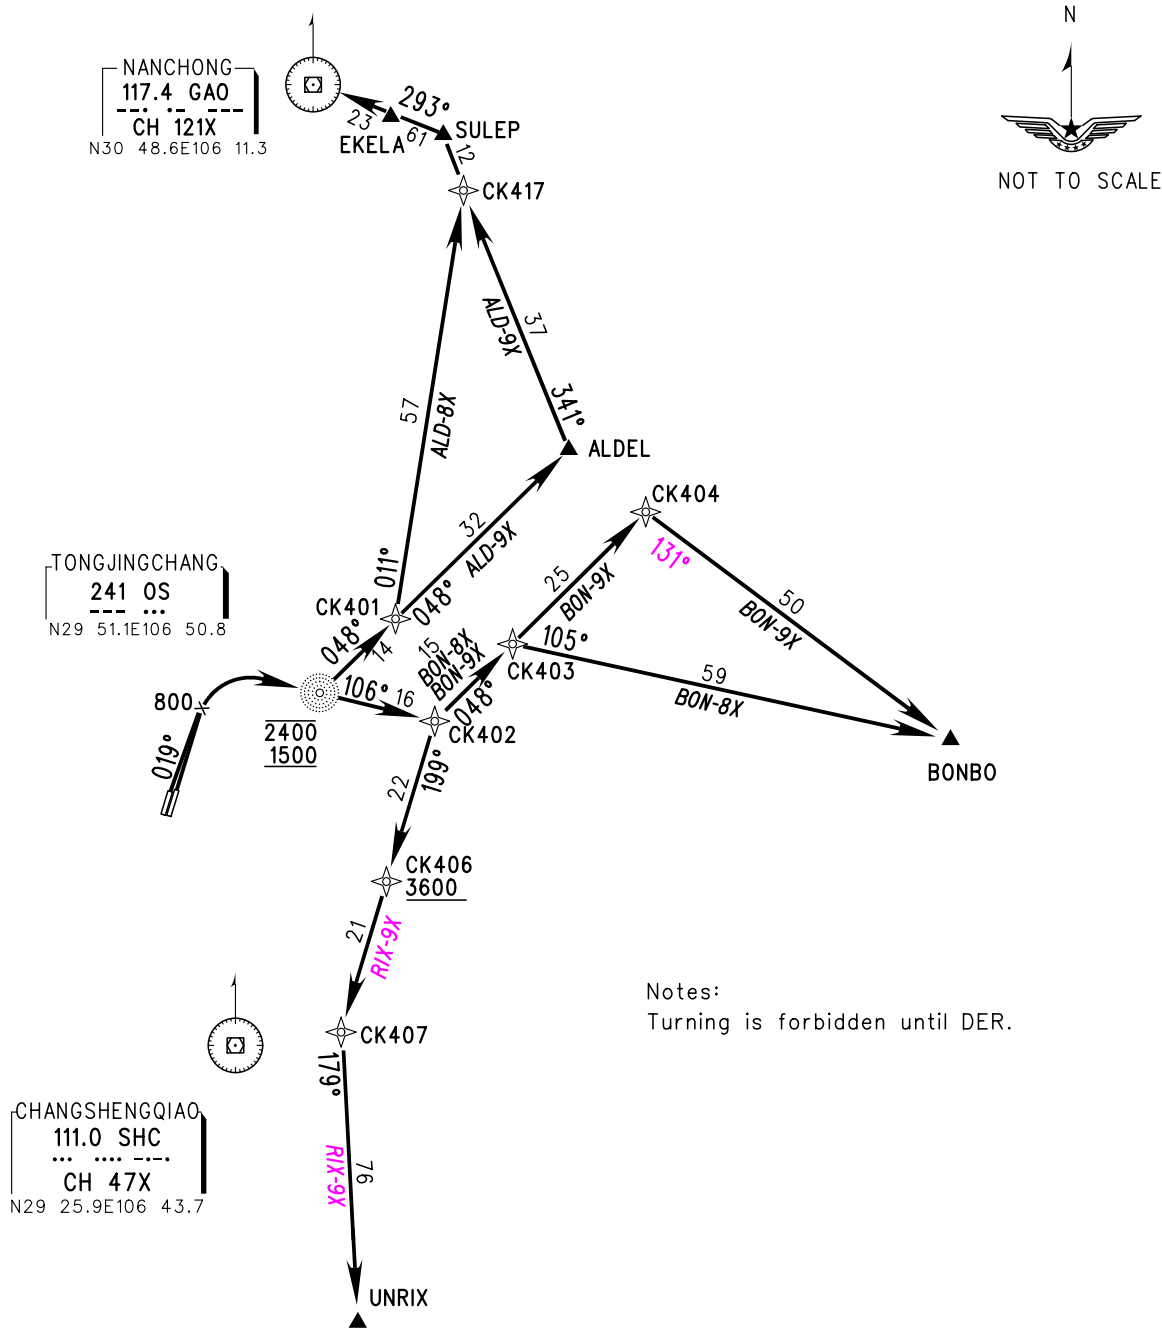 N
NOT TO SCALE
NANCHONG
117.4 GAO
CH 121X
N30 48.6E106 11.3
293°
23
61
EKELA
SULEP
12
CK417
37
ALD-9X
341°
57
ALD-8X
ALDEL
32
ALD-9X
011°
048°
CK404
131°
25
BON-9X
50
BON-9X
TONGJINGCHANG
241 OS
N29 51.1E106 50.8
CK401
048°
14
15
BON-8X
BON-9X
048°
105°
CK403
59
BON-8X
BONBO
800
019°
106°
16
2400
1500
CK402
199°
22
CK406
3600
21
RIX-9X
Notes:
Turning is forbidden until DER.
CK407
179°
CHANGSHENGQIAO
111.0 SHC
CH 47X
N29 25.9E106 43.7
RIX-9X
76
UNRIX